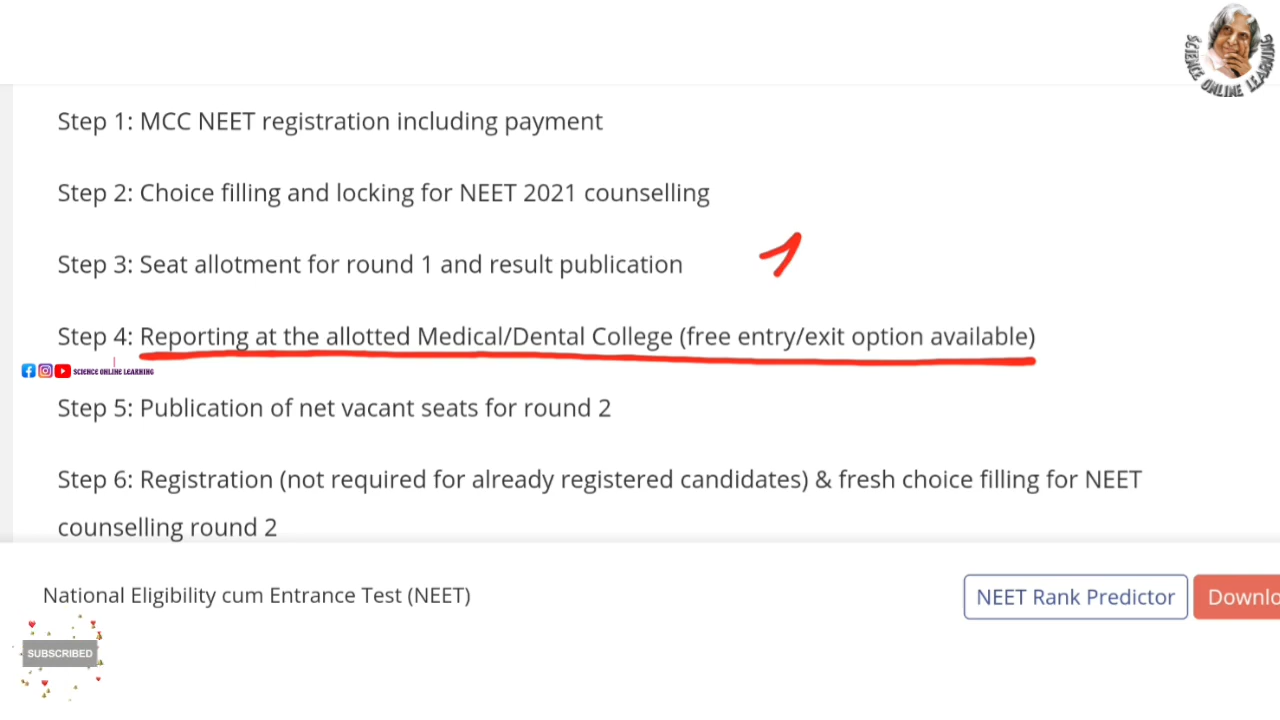 SCIENCE ONLINE LEARNING
Step 1: MCC NEET registration including payment
Step 2: Choice filling and locking for NEET 2021 counselling
Step 3: Seat allotment for round 1 and result publication
1
Step 4: Reporting at the allotted Medical/Dental College (free entry/exit option available)
SCIENCE ONLINE LEARNING
Step 5: Publication of net vacant seats for round 2
Step 6: Registration (not required for already registered candidates) & fresh choice filling for NEET
counselling round 2
National Eligibility cum Entrance Test (NEET)
NEET Rank Predictor
Downlo
SUBSCRIBED